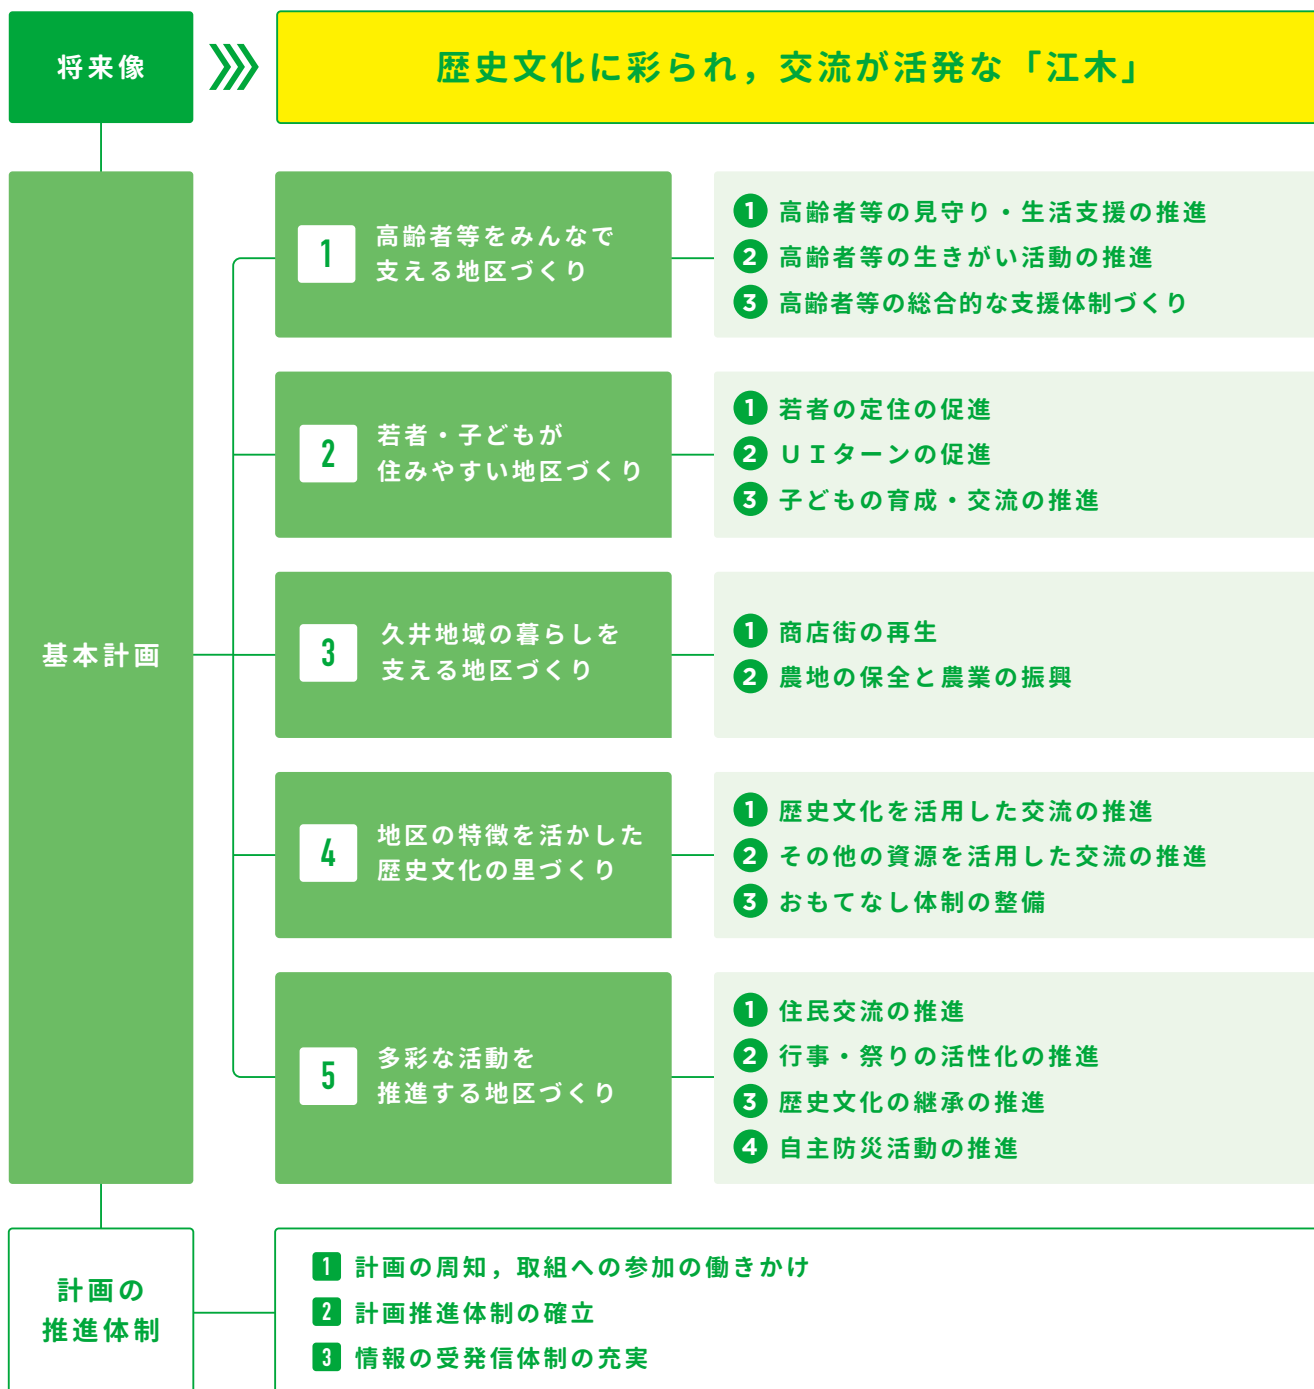 将来像
歴史文化に彩られ，交流が活発な「江木」
基本計画
1
高齢者等をみんなで
支える地区づくり
1 高齢者等の見守り・生活支援の推進
2 高齢者等の生きがい活動の推進
3 高齢者等の総合的な支援体制づくり
2
若者・子どもが
住みやすい地区づくり
1 若者の定住の促進
2 ＵＩターンの促進
3 子どもの育成・交流の推進
3
久井地域の暮らしを
支える地区づくり
1 商店街の再生
2 農地の保全と農業の振興
4
地区の特徴を活かした
歴史文化の里づくり
1 歴史文化を活用した交流の推進
2 その他の資源を活用した交流の推進
3 おもてなし体制の整備
5
多彩な活動を
推進する地区づくり
1 住民交流の推進
2 行事・祭りの活性化の推進
3 歴史文化の継承の推進
4 自主防災活動の推進
計画の
推進体制
1 計画の周知，取組への参加の働きかけ
2 計画推進体制の確立
3 情報の受発信体制の充実